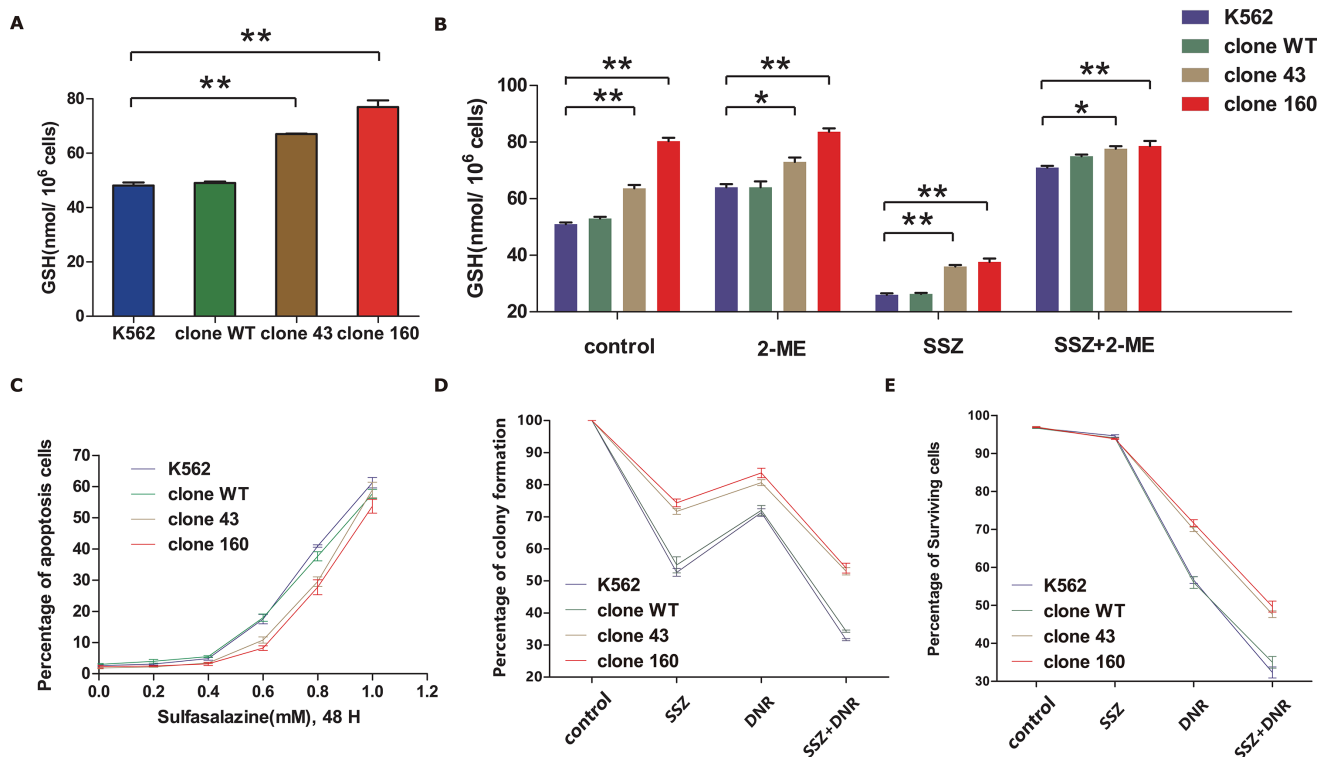 A
**
**
GSH(nmol/ 10⁶ cells)
80
60
40
20
0
K562
clone WT
clone 43
clone 160
B
K562
clone WT
clone 43
clone 160
GSH(nmol/ 10⁶ cells)
100
80
60
40
20
**
**
**
*
**
**
**
*
control
2-ME
SSZ
SSZ+2-ME
C
Percentage of apoptosis cells
70
60
50
40
30
20
10
0
K562
clone WT
clone 43
clone 160
0.0
0.2
0.4
0.6
0.8
1.0
1.2
Sulfasalazine(mM), 48 H
D
Percentage of colony formation
100
90
80
70
60
50
40
30
20
K562
clone WT
clone 43
clone 160
control
SSZ
DNR
SSZ+DNR
E
Percentage of Surviving cells
100
90
80
70
60
50
40
30
K562
clone WT
clone 43
clone 160
control
SSZ
DNR
SSZ+DNR